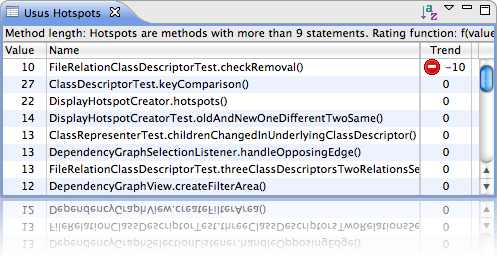 Usus Hotspots
Method length: Hotspots are methods with more than 9 statements. Rating function: f(value
Value Name Trend
10 FileRelationClassDescriptorTest.checkRemoval() -10
27 ClassDescriptorTest.keyComparison() 0
22 DisplayHotspotCreator.hotspots() 0
14 DisplayHotspotCreatorTest.oldAndNewOneDifferentTwoSame() 0
13 ClassRepresenterTest.childrenChangedInUnderlyingClassDescriptor() 0
13 DependencyGraphSelectionListener.handleOpposingEdge() 0
13 FileRelationClassDescriptorTest.threeClassDescriptorsTwoRelationsSe 0
12 DependencyGraphView.createFilterArea() 0